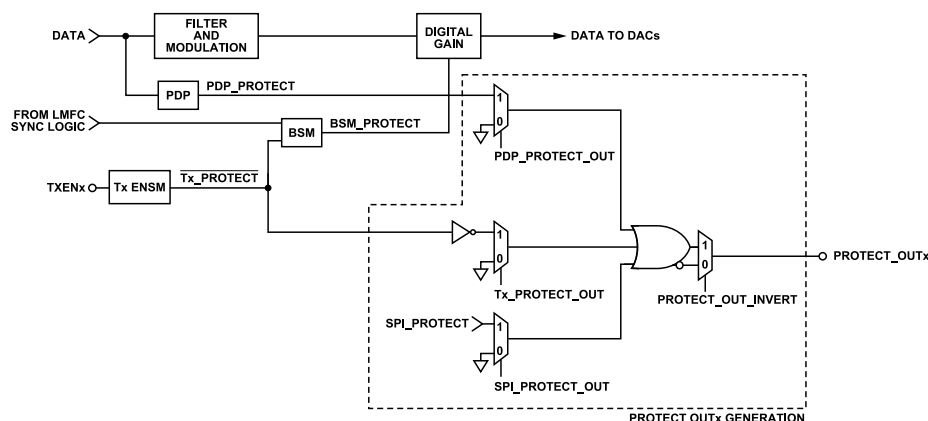 DATA
FILTER
AND
MODULATION
DIGITAL
GAIN
DATA TO DACs
PDP
PDP_PROTECT
FROM LMFC
SYNC LOGIC
BSM
BSM_PROTECT
1
0
PDP_PROTECT_OUT
TXENx
Tx ENSM
Tx_PROTECT
1
0
Tx_PROTECT_OUT
1
0
PROTECT_OUTx
PROTECT_OUT_INVERT
SPI_PROTECT
1
0
SPI_PROTECT_OUT
PROTECT OUTx GENERATION